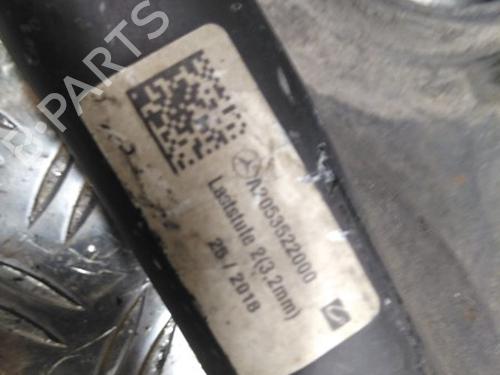 A2053522000
Laststufe 2(3,2mm)
26 / 2018
R-PARTS